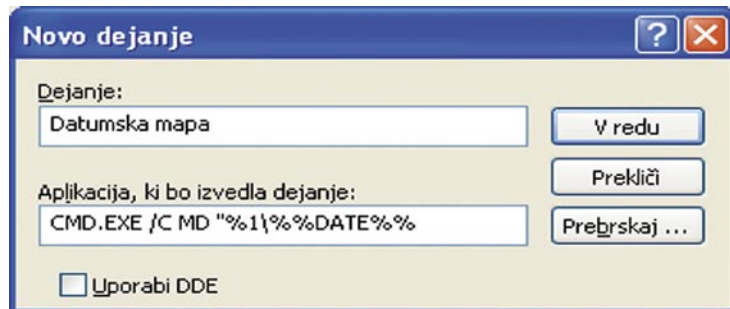 Novo dejanje
Dejanje:
Datumska mapa
V redu
Prekliči
Aplikacija, ki bo izvedla dejanje:
CMD.EXE /C MD "%1\%%DATE%%
Prebrskaj ...
Uporabi DDE